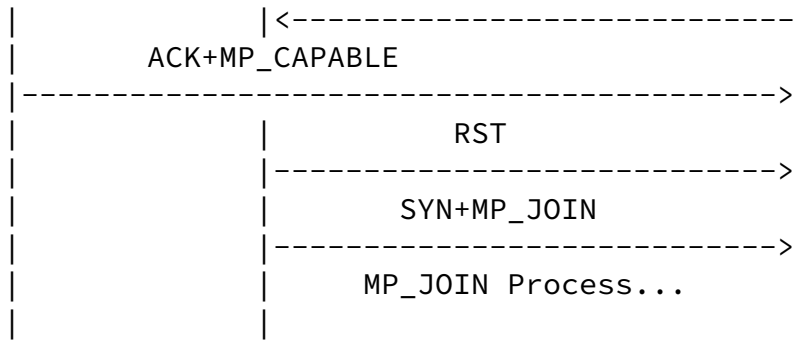 |             |<----------------------------
|       ACK+MP_CAPABLE
|------------------------------------------>
|             |          RST
|             |---------------------------->
|             |       SYN+MP_JOIN
|             |---------------------------->
|             |     MP_JOIN Process...
|             |